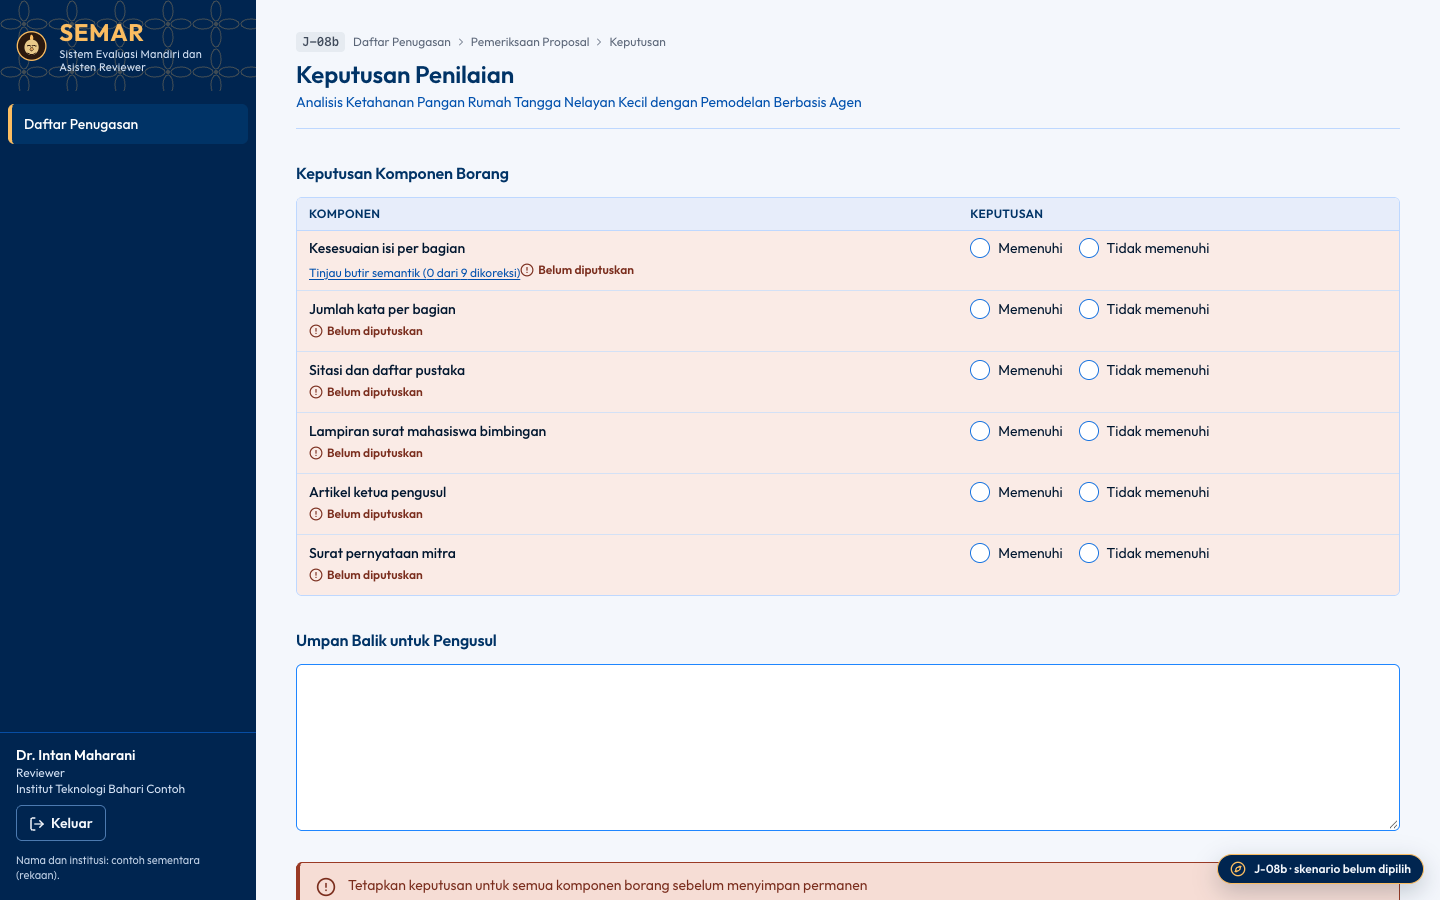 SEMAR
Sistem Evaluasi Mandiri dan
Asisten Reviewer
Daftar Penugasan
Dr. Intan Maharani
Reviewer
Institut Teknologi Bahari Contoh
Keluar
Nama dan institusi: contoh sementara
(rekaan).
J-08b Daftar Penugasan > Pemeriksaan Proposal > Keputusan
Keputusan Penilaian
Analisis Ketahanan Pangan Rumah Tangga Nelayan Kecil dengan Pemodelan Berbasis Agen
Keputusan Komponen Borang
KOMPONEN KEPUTUSAN
Kesesuaian isi per bagian Memenuhi Tidak memenuhi
Tinjau butir semantik (0 dari 9 dikoreksi) Belum diputuskan
Jumlah kata per bagian Memenuhi Tidak memenuhi
Belum diputuskan
Sitasi dan daftar pustaka Memenuhi Tidak memenuhi
Belum diputuskan
Lampiran surat mahasiswa bimbingan Memenuhi Tidak memenuhi
Belum diputuskan
Artikel ketua pengusul Memenuhi Tidak memenuhi
Belum diputuskan
Surat pernyataan mitra Memenuhi Tidak memenuhi
Belum diputuskan
Umpan Balik untuk Pengusul
Tetapkan keputusan untuk semua komponen borang sebelum menyimpan permanen
J-08b · skenario belum dipilih